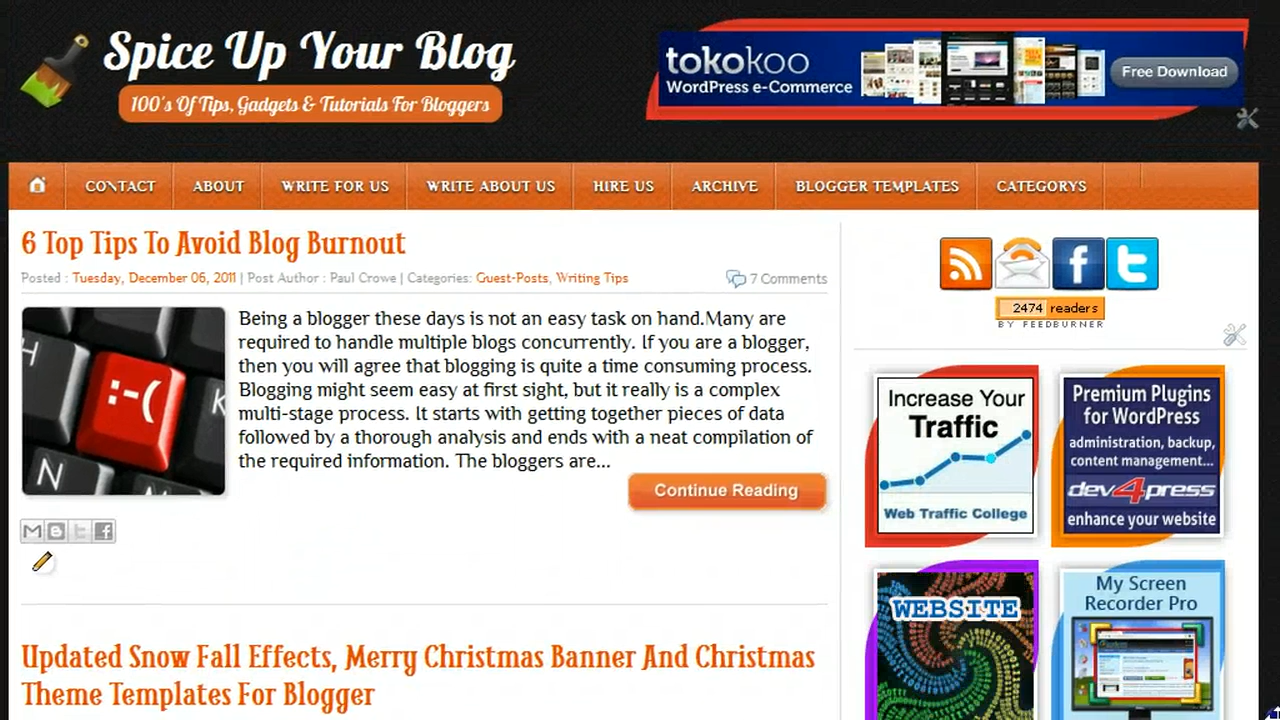 Spice Up Your Blog
100's Of Tips, Gadgets & Tutorials For Bloggers
tokokoo
WordPress e-Commerce
Free Download
CONTACT
ABOUT
WRITE FOR US
WRITE ABOUT US
HIRE US
ARCHIVE
BLOGGER TEMPLATES
CATEGORYS
6 Top Tips To Avoid Blog Burnout
Posted : Tuesday, December 06, 2011 | Post Author : Paul Crowe | Categories: Guest-Posts, Writing Tips
7 Comments
H
:-(
K
N
Being a blogger these days is not an easy task on hand.Many are
required to handle multiple blogs concurrently. If you are a blogger,
then you will agree that blogging is quite a time consuming process.
Blogging might seem easy at first sight, but it really is a complex
multi-stage process. It starts with getting together pieces of data
followed by a thorough analysis and ends with a neat compilation of
the required information. The bloggers are...
Continue Reading
Updated Snow Fall Effects, Merry Christmas Banner And Christmas
Theme Templates For Blogger
2474 readers
BY FEEDBURNER
Increase Your
Traffic
Web Traffic College
Premium Plugins
for WordPress
administration, backup,
content management...
dev4press
enhance your website
WEBSITE
My Screen
Recorder Pro